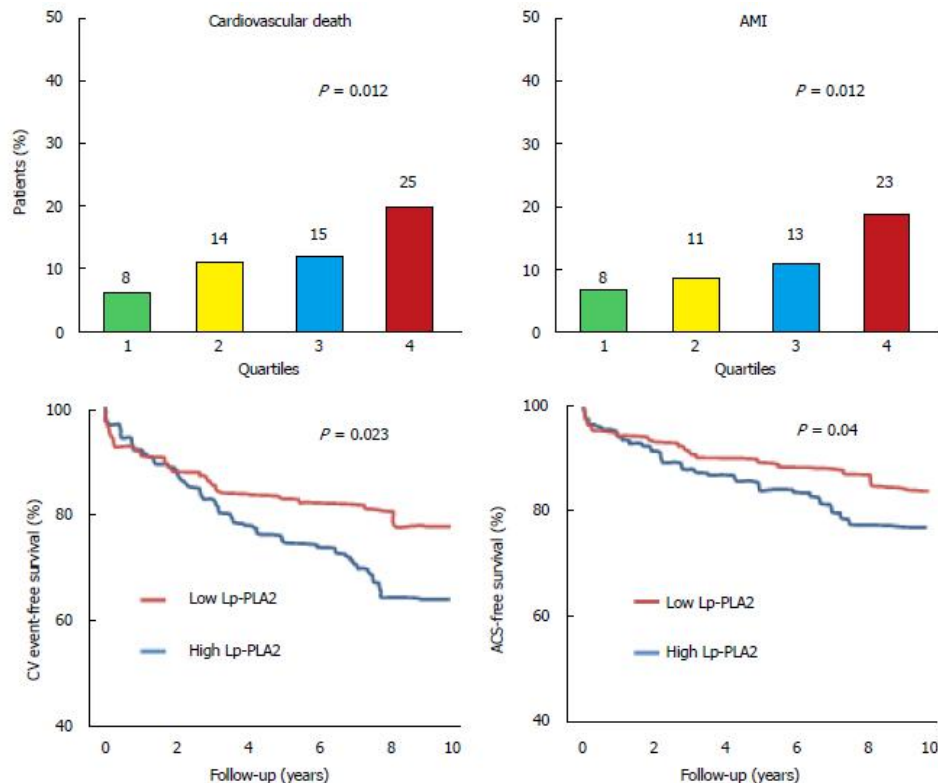 Cardiovascular death
P = 0.012
Patients (%)
50
40
30
20
10
0
8
14
15
25
1 2 3 4
Quartiles
AMI
P = 0.012
50
40
30
20
10
0
8
11
13
23
1 2 3 4
Quartiles
P = 0.023
CV event-free survival (%)
100
80
60
40
Low Lp-PLA2
High Lp-PLA2
0 2 4 6 8 10
Follow-up (years)
P = 0.04
ACS-free survival (%)
100
80
60
40
Low Lp-PLA2
High Lp-PLA2
0 2 4 6 8 10
Follow-up (years)